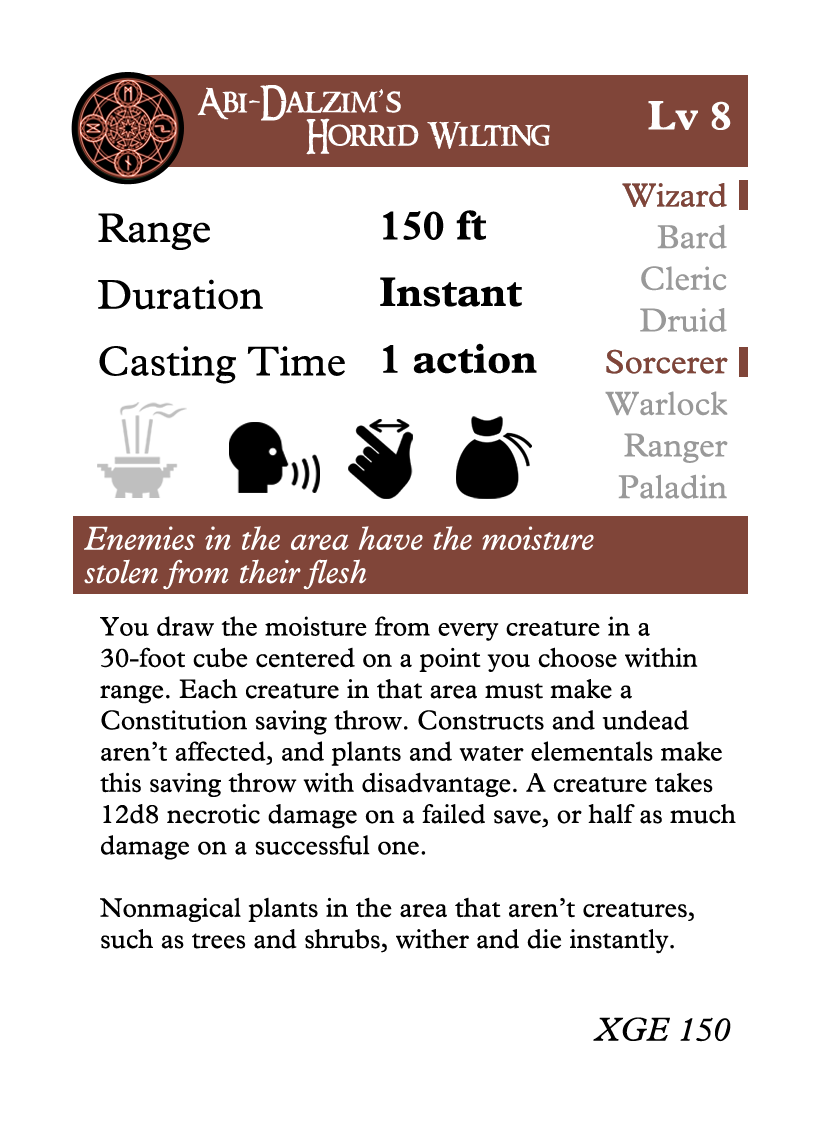 Abi-Dalzim's
Horrid Wilting
Lv 8
Range 150 ft
Duration Instant
Casting Time 1 action
Wizard
Bard
Cleric
Druid
Sorcerer
Warlock
Ranger
Paladin
Enemies in the area have the moisture
stolen from their flesh
You draw the moisture from every creature in a
30-foot cube centered on a point you choose within
range. Each creature in that area must make a
Constitution saving throw. Constructs and undead
aren't affected, and plants and water elementals make
this saving throw with disadvantage. A creature takes
12d8 necrotic damage on a failed save, or half as much
damage on a successful one.
Nonmagical plants in the area that aren't creatures,
such as trees and shrubs, wither and die instantly.
XGE 150